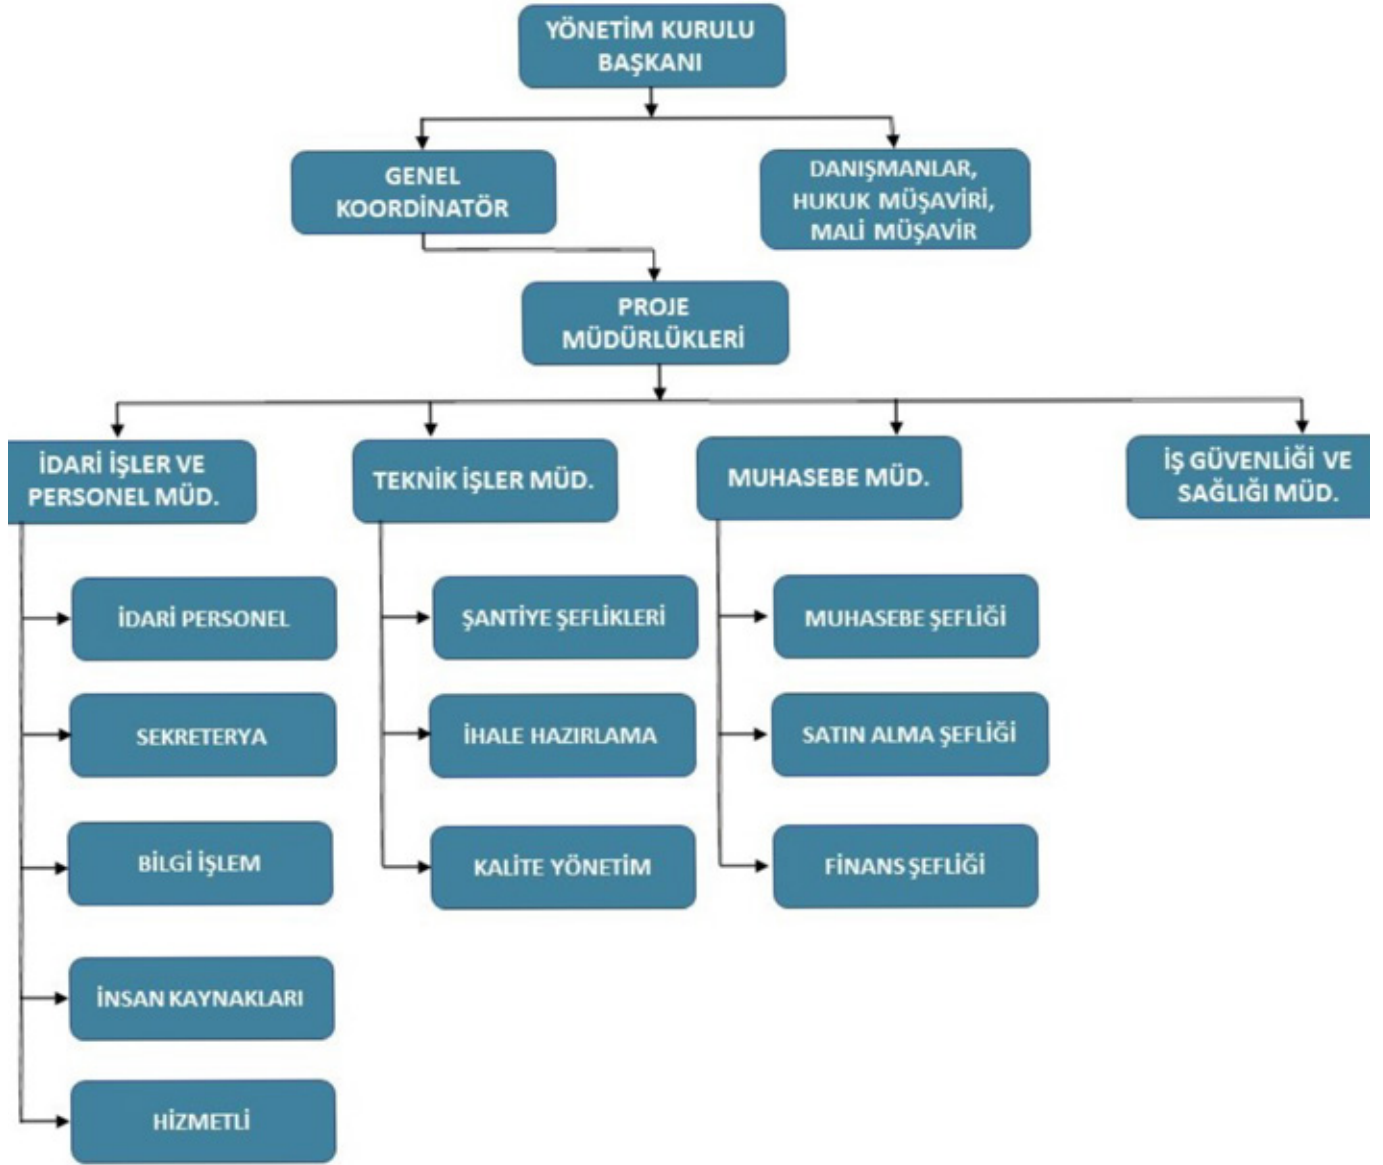 YÖNETİM KURULU
BAŞKANI
GENEL
KOORDİNATÖR
DANIŞMANLAR,
HUKUK MÜŞAVİRİ,
MALİ MÜŞAVİR
PROJE
MÜDÜRLÜKLERİ
İDARİ İŞLER VE
PERSONEL MÜD.
TEKNİK İŞLER MÜD.
MUHASEBE MÜD.
İŞ GÜVENLİĞİ VE
SAĞLIĞI MÜD.
İDARİ PERSONEL
SEKRETERYA
BİLGİ İŞLEM
İNSAN KAYNAKLARI
HİZMETLİ
ŞANTİYE ŞEFLİKLERİ
İHALE HAZIRLAMA
KALİTE YÖNETİM
MUHASEBE ŞEFLİĞİ
SATIN ALMA ŞEFLİĞİ
FİNANS ŞEFLİĞİ